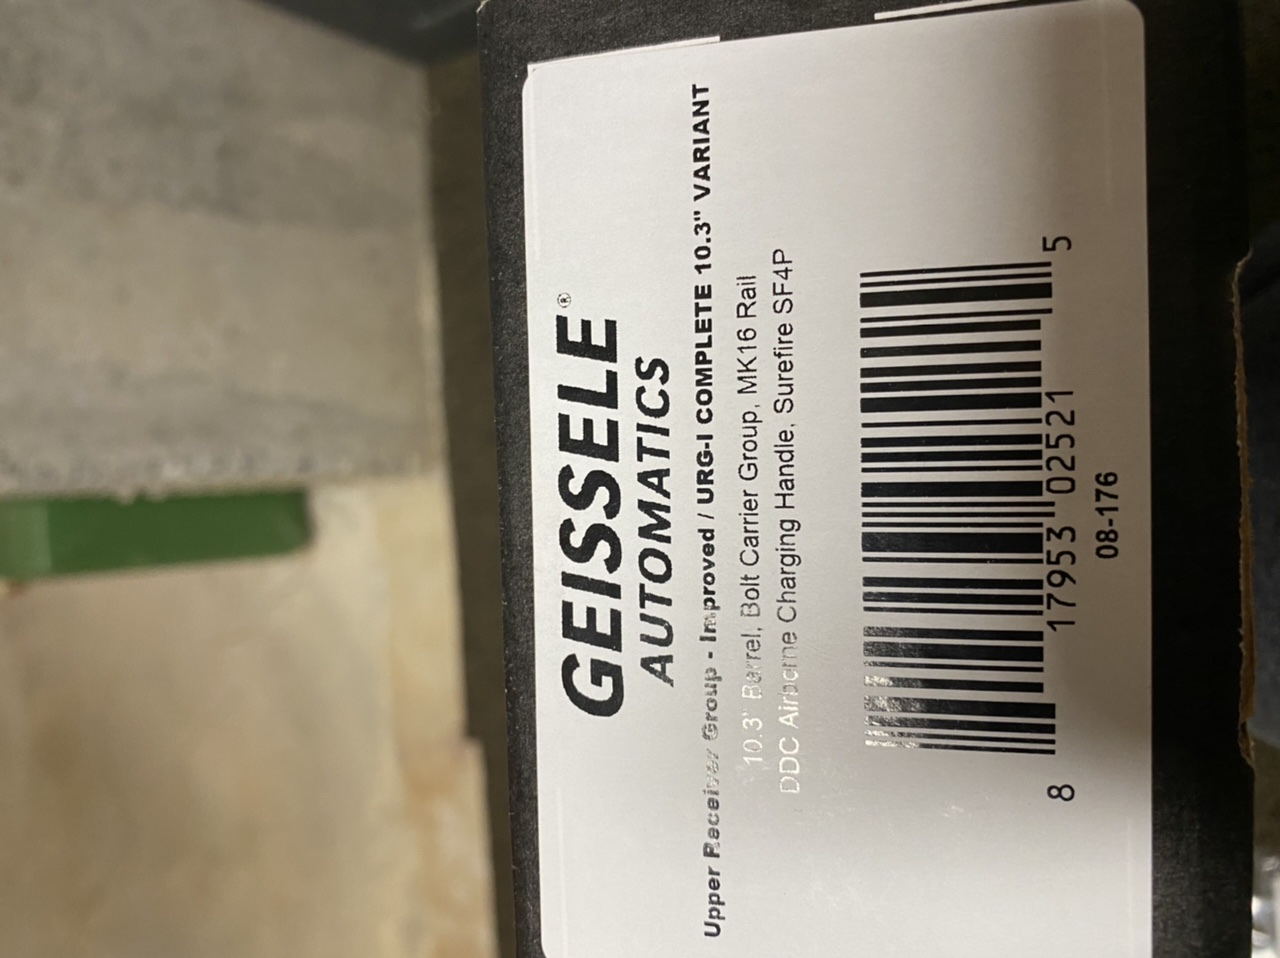 GEISSELE®
AUTOMATICS
Upper Receiver Group - Improved / URG-I COMPLETE 10.3" VARIANT
10.3" Barrel, Bolt Carrier Group, MK16 Rail
DDC Airborne Charging Handle, Surefire SF4P
8 17953 02521 5
08-176